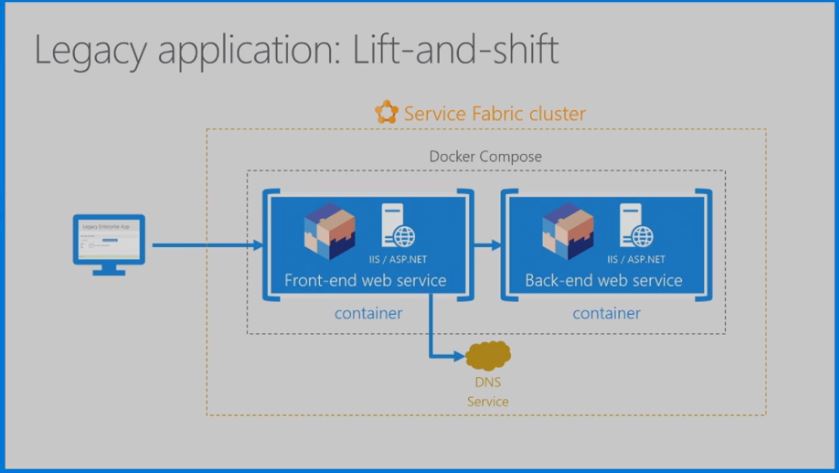 Legacy application: Lift-and-shift
Service Fabric cluster
Docker Compose
Legacy Enterprise App
IIS / ASP.NET
Front-end web service
container
IIS / ASP.NET
Back-end web service
container
DNS
Service